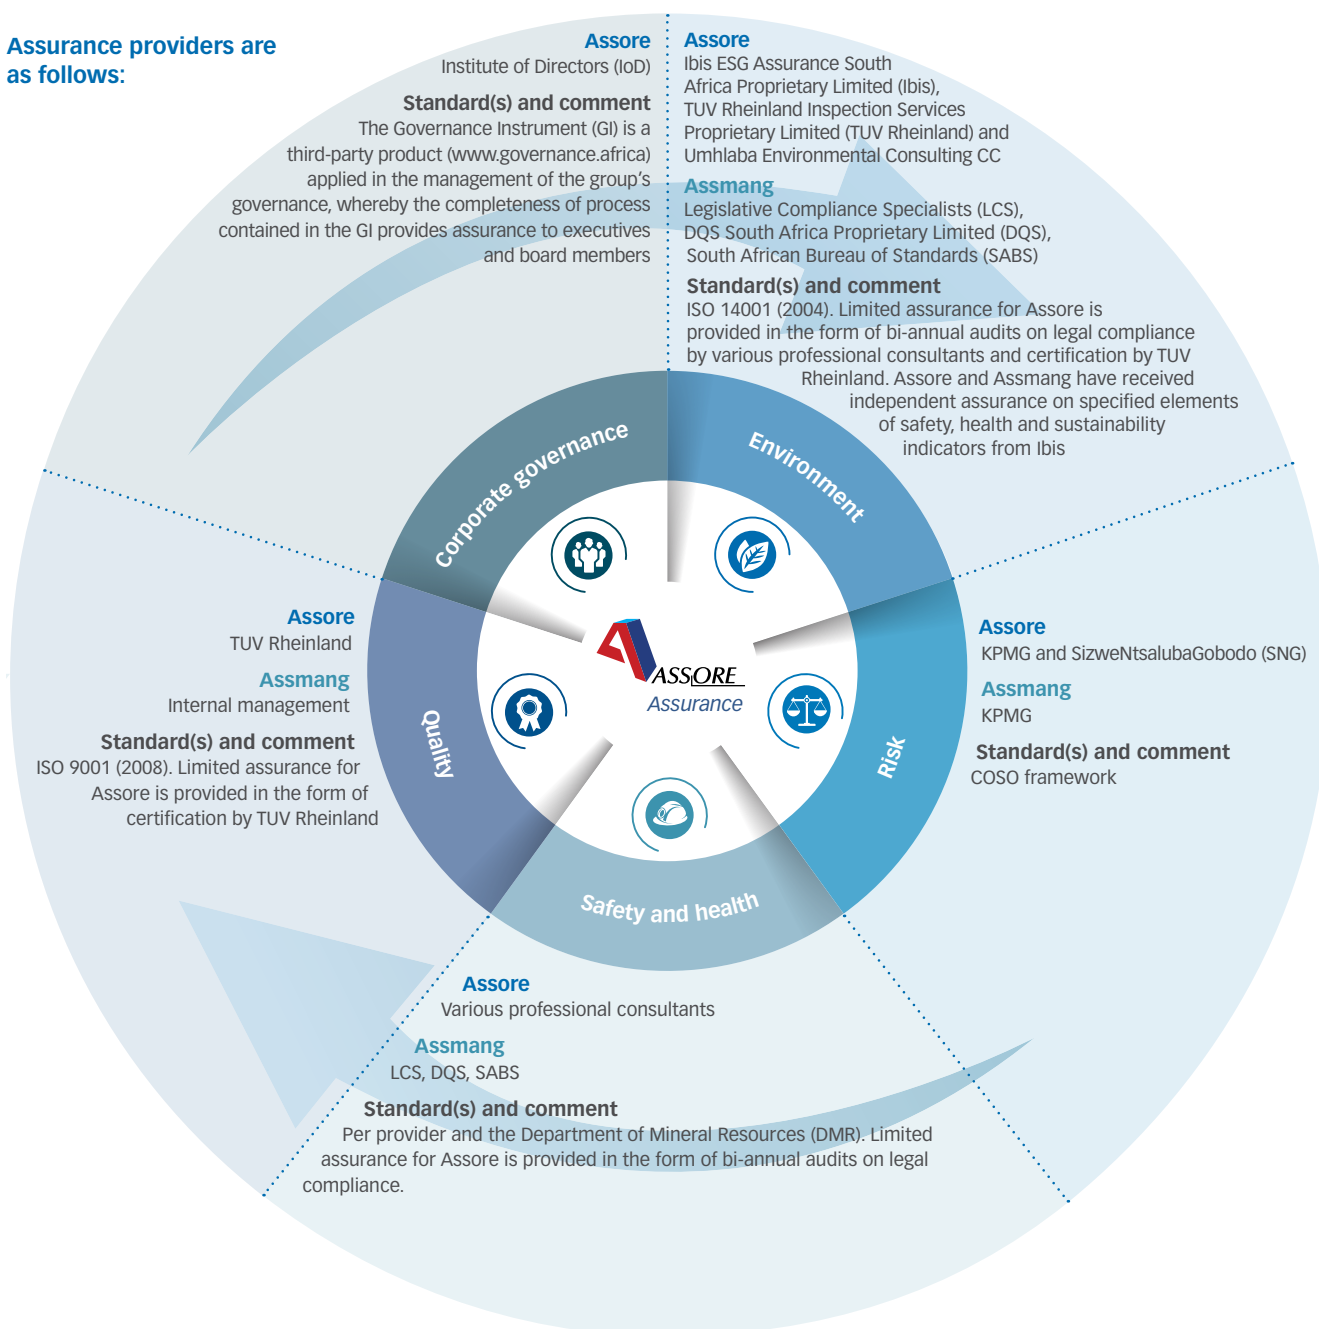 Assurance providers are
as follows:
Assore
Institute of Directors (IoD)
Standard(s) and comment
The Governance Instrument (GI) is a
third-party product (www.governance.africa)
applied in the management of the group's
governance, whereby the completeness of process
contained in the GI provides assurance to executives
and board members
Assore
Ibis ESG Assurance South
Africa Proprietary Limited (Ibis),
TUV Rheinland Inspection Services
Proprietary Limited (TUV Rheinland) and
Umhlaba Environmental Consulting CC
Assmang
Legislative Compliance Specialists (LCS),
DQS South Africa Proprietary Limited (DQS),
South African Bureau of Standards (SABS)
Standard(s) and comment
ISO 14001 (2004). Limited assurance for Assore is
provided in the form of bi-annual audits on legal compliance
by various professional consultants and certification by TUV
Rheinland. Assore and Assmang have received
independent assurance on specified elements
of safety, health and sustainability
indicators from Ibis
Corporate governance
Environment
Assore
TUV Rheinland
Assmang
Internal management
Standard(s) and comment
ISO 9001 (2008). Limited assurance for
Assore is provided in the form of
certification by TUV Rheinland
Quality
ASSORE
Assurance
Risk
Assore
KPMG and SizweNtsalubaGobodo (SNG)
Assmang
KPMG
Standard(s) and comment
COSO framework
Safety and health
Assore
Various professional consultants
Assmang
LCS, DQS, SABS
Standard(s) and comment
Per provider and the Department of Mineral Resources (DMR). Limited
assurance for Assore is provided in the form of bi-annual audits on legal
compliance.